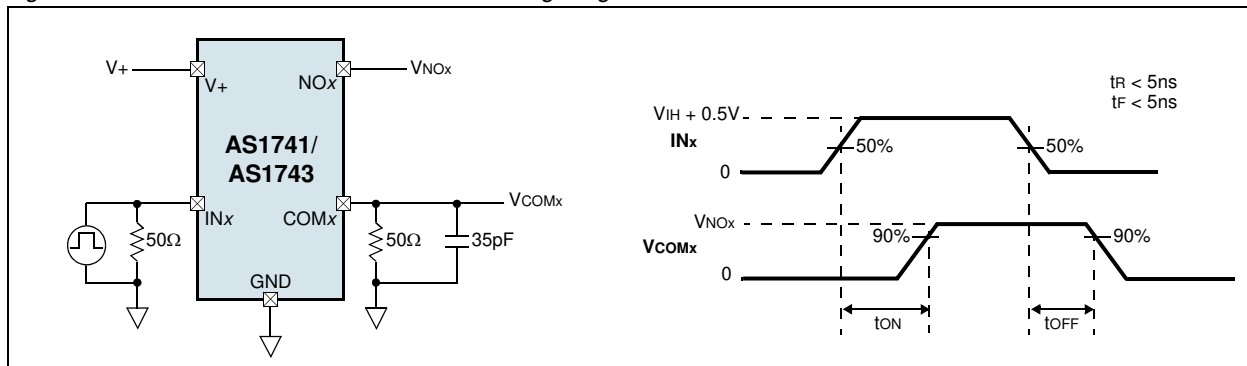 V+
V+
NOx
VNOx
AS1741/
AS1743
INx
COMx
VCOMx
50Ω
50Ω
35pF
GND
tR < 5ns
tF < 5ns
VIH + 0.5V
INx
50%
50%
0
VNOx
VCOMx
90%
90%
0
tON
tOFF